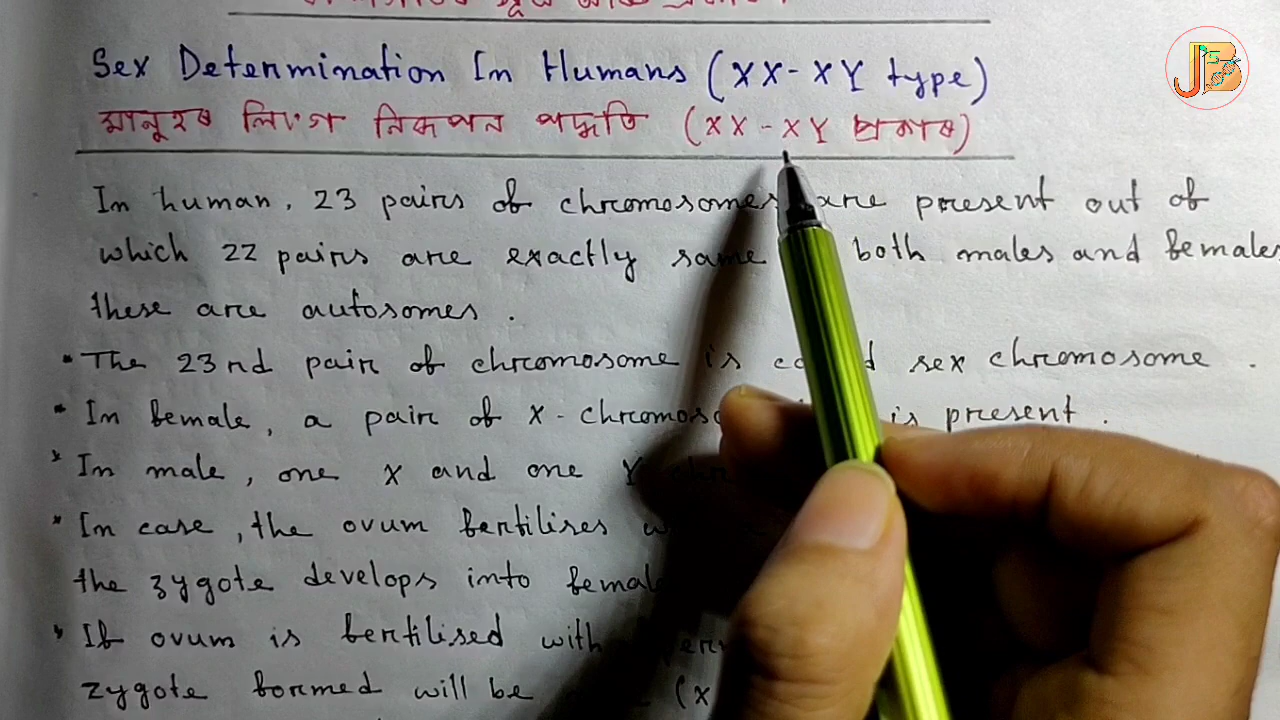 Sex Determination In Humans (XX-XY type)
মানুহৰ লিংগ নিৰূপন পদ্ধতি (XX-XY প্ৰকাৰ)
In human, 23 pairs of chromosomes are present out of
which 22 pairs are exactly same both males and females
these are autosomes.
• The 23rd pair of chromosome is sex chromosome.
* In female, a pair of X- is present.
* In male, one X and one Y
* In case, the ovum fertilises
the zygote develops into
* If ovum is fertilised with
zygote formed will be (X
JB